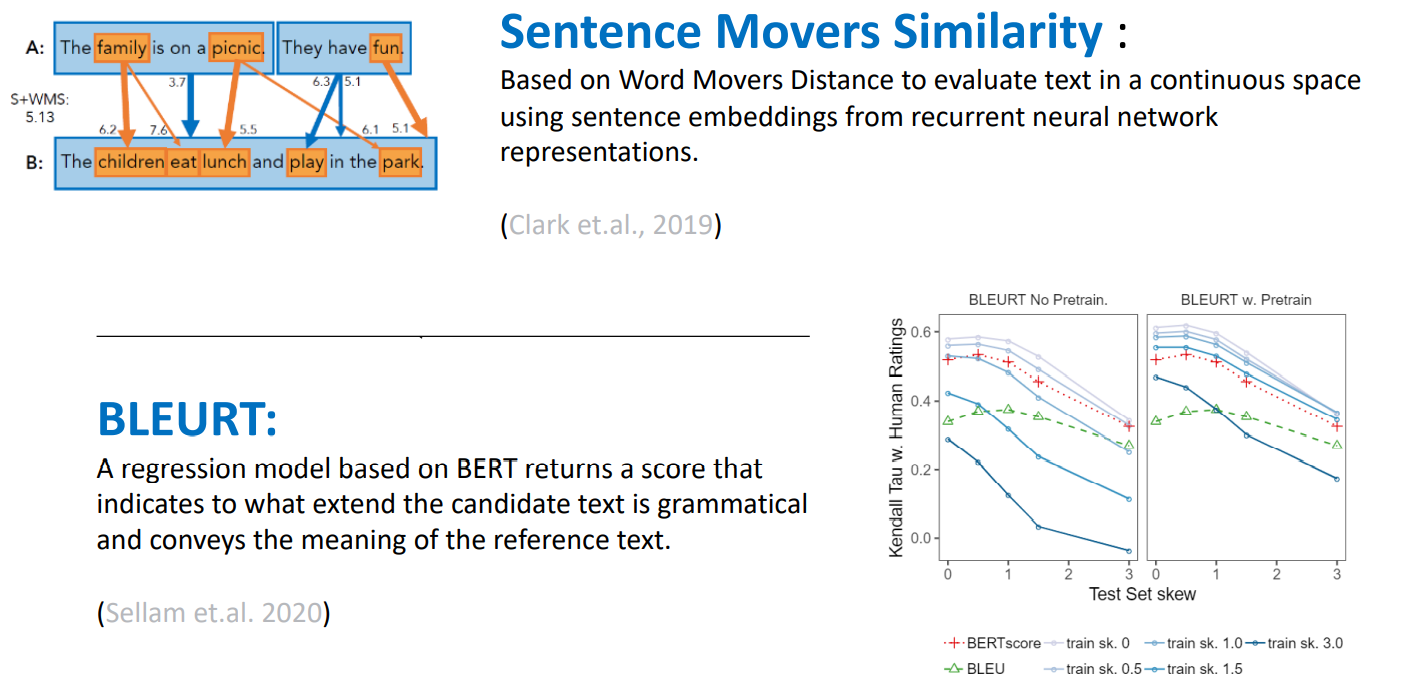 Sentence Movers Similarity :
A: The family is on a picnic. They have fun.
3.7 6.3 5.1
S+WMS:
5.13
6.2 7.6 5.5 6.1 5.1
B: The children eat lunch and play in the park.
Based on Word Movers Distance to evaluate text in a continuous space
using sentence embeddings from recurrent neural network
representations.
(Clark et.al., 2019)
BLEURT:
A regression model based on BERT returns a score that
indicates to what extend the candidate text is grammatical
and conveys the meaning of the reference text.
(Sellam et.al. 2020)
BLEURT No Pretrain. BLEURT w. Pretrain
Kendall Tau w. Human Ratings
0.6
0.4
0.2
0.0
0 1 2 3 0 1 2 3
Test Set skew
BERTscore train sk. 0 train sk. 1.0 train sk. 3.0
BLEU train sk. 0.5 train sk. 1.5